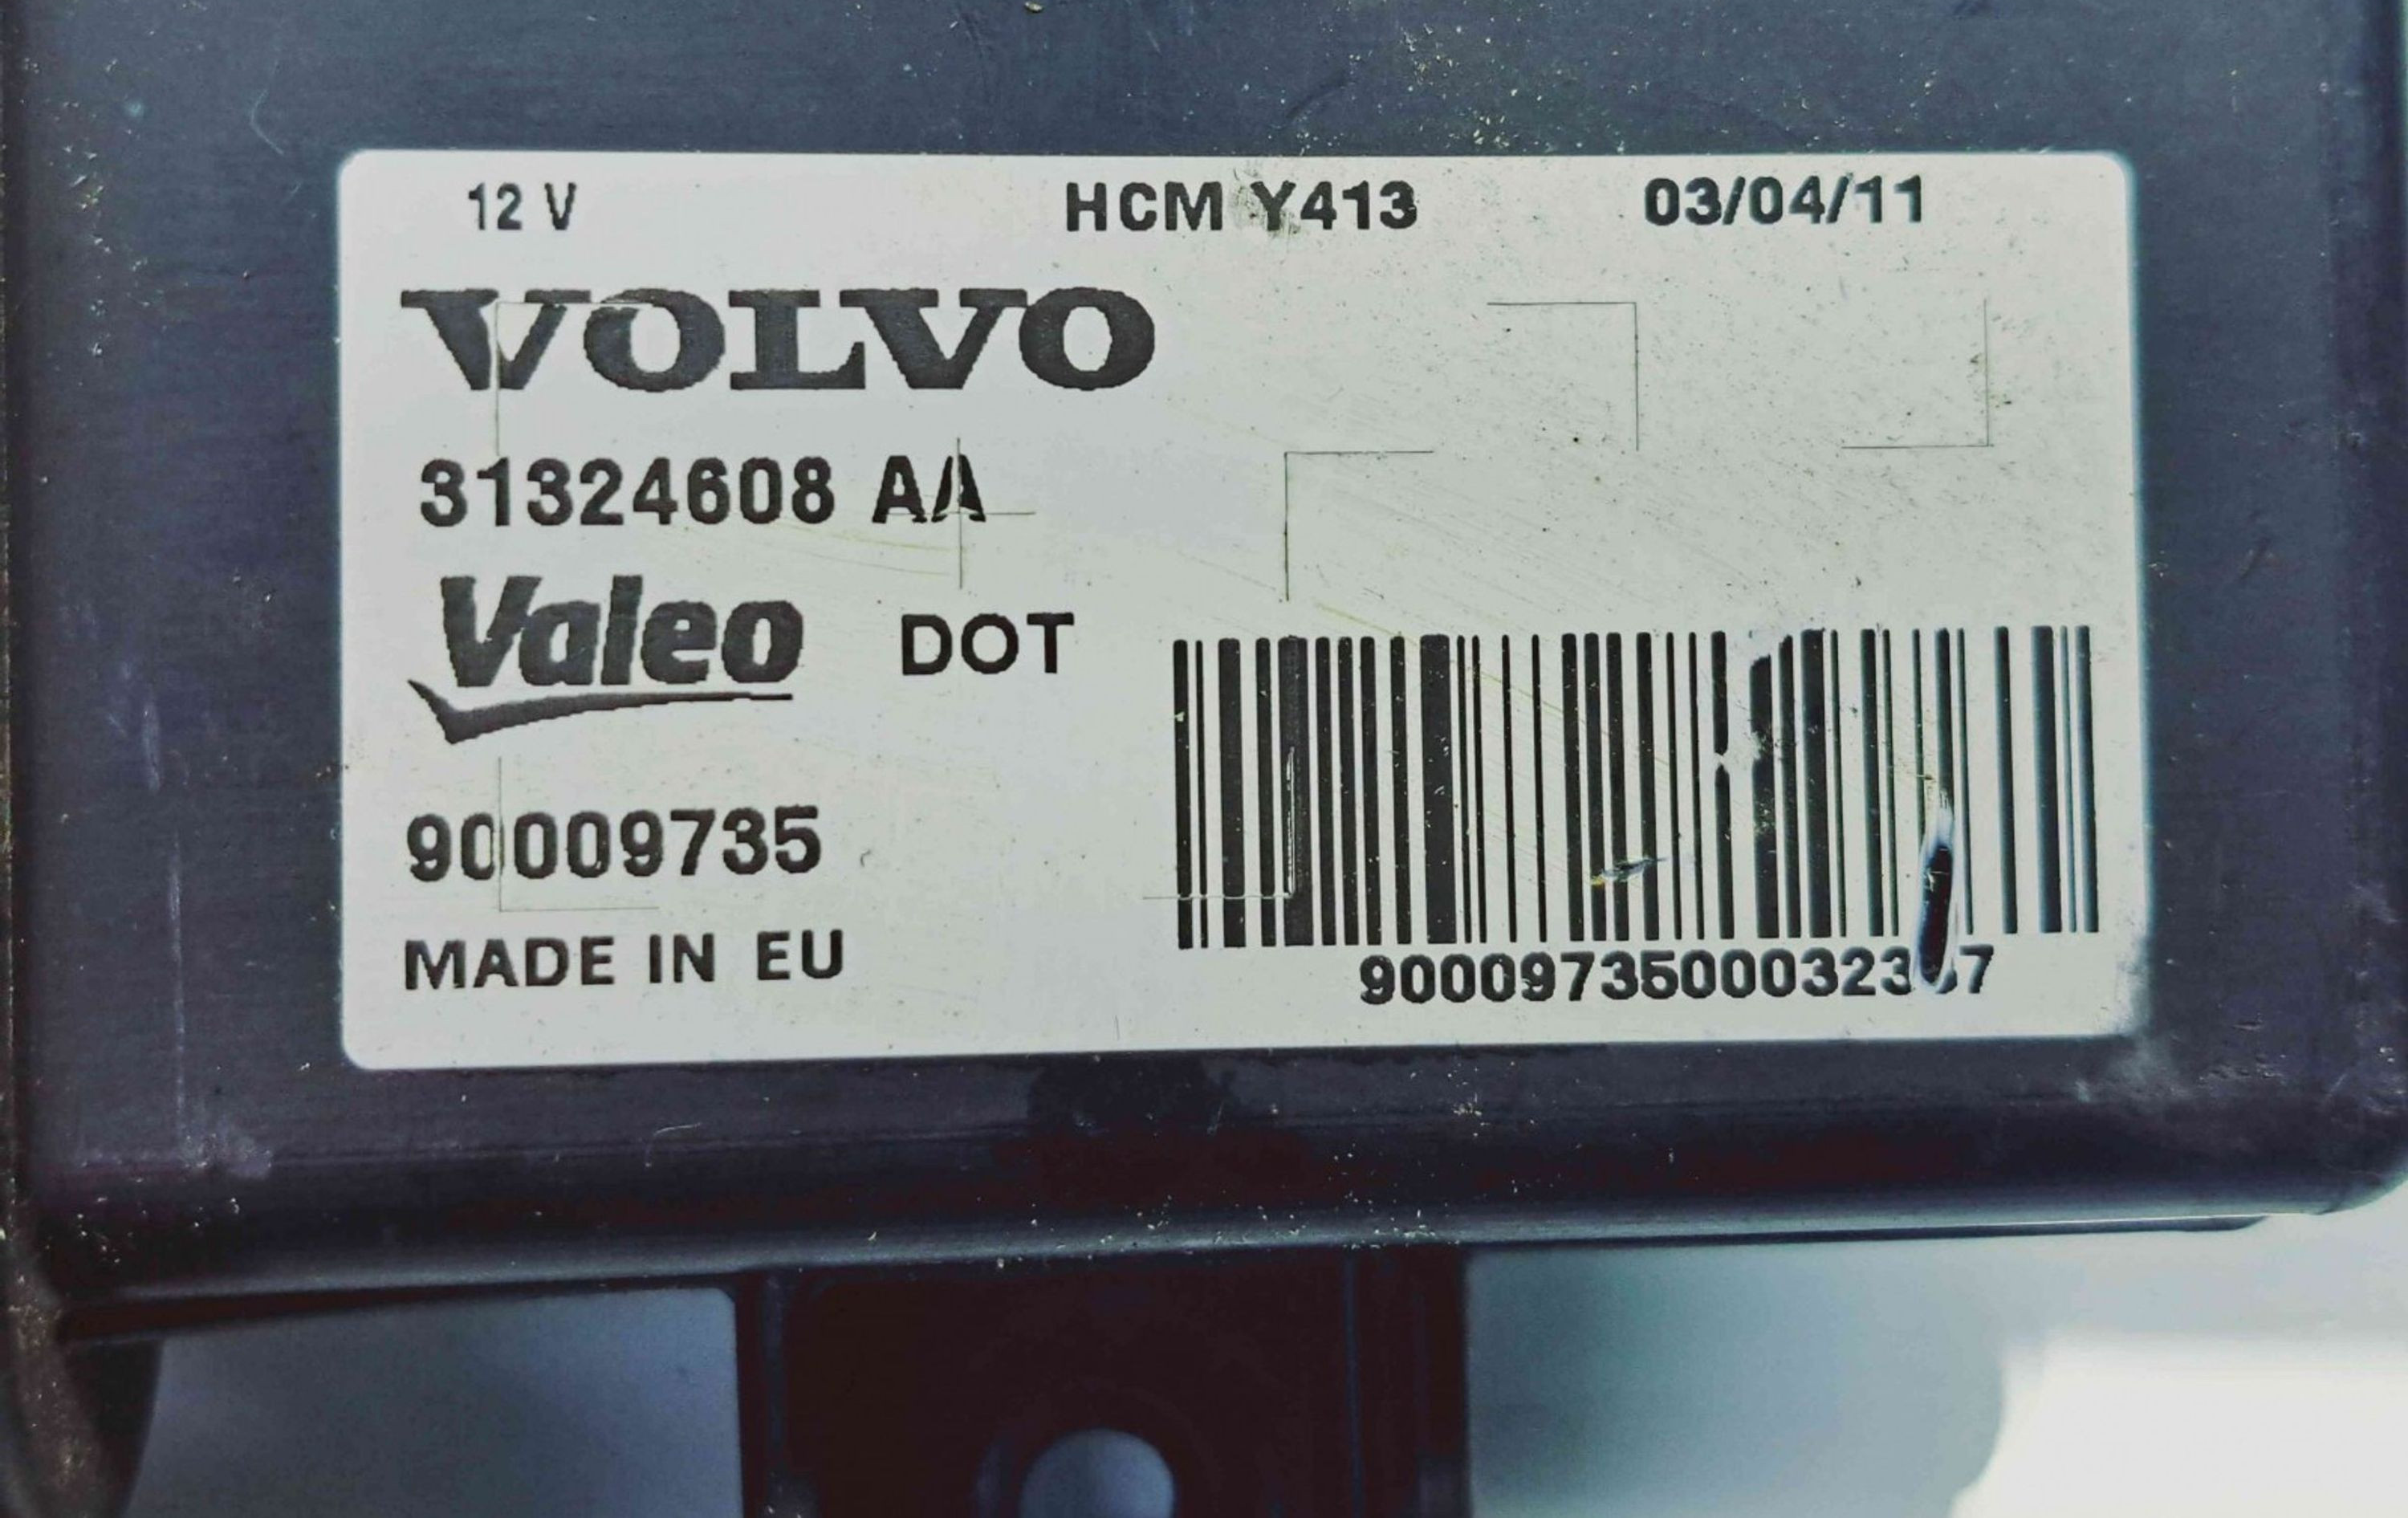 12 V HCM Y413 03/04/11
VOLVO
31324608 AA
Valeo DOT
90009735
MADE IN EU